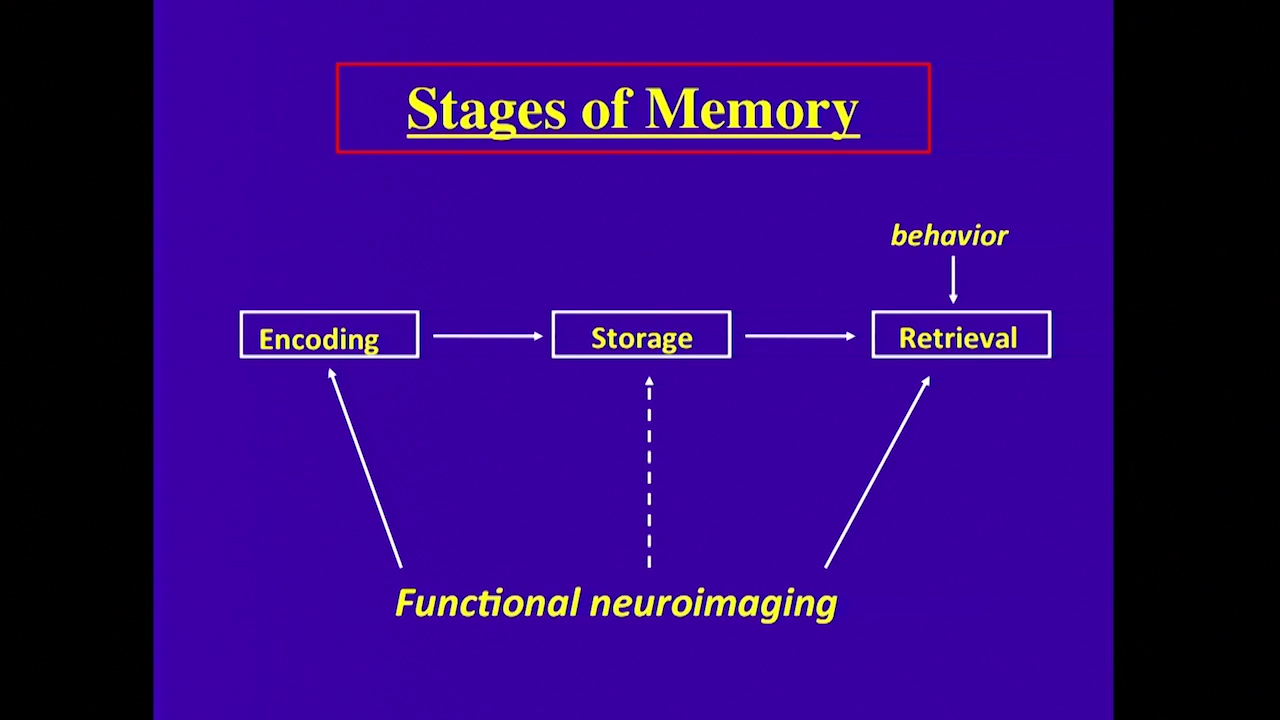 Stages of Memory
behavior
Encoding
Storage
Retrieval
Functional neuroimaging